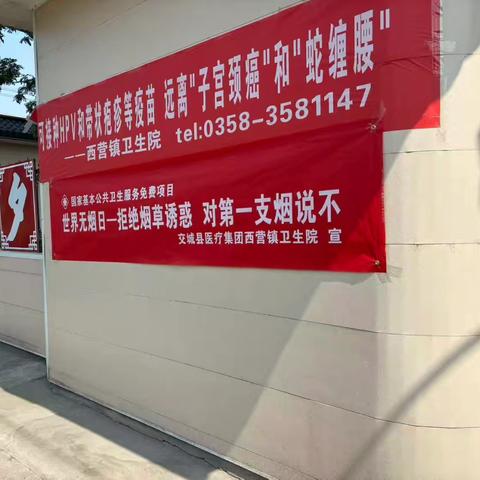 可接种HPV和带状疱疹等疫苗 远离"子宫颈癌"和"蛇缠腰"
——西营镇卫生院 tel:0358-3581147
国家基本公共卫生服务免费项目
世界无烟日—拒绝烟草诱惑 对第一支烟说不
交城县医疗集团西营镇卫生院 宣
乡